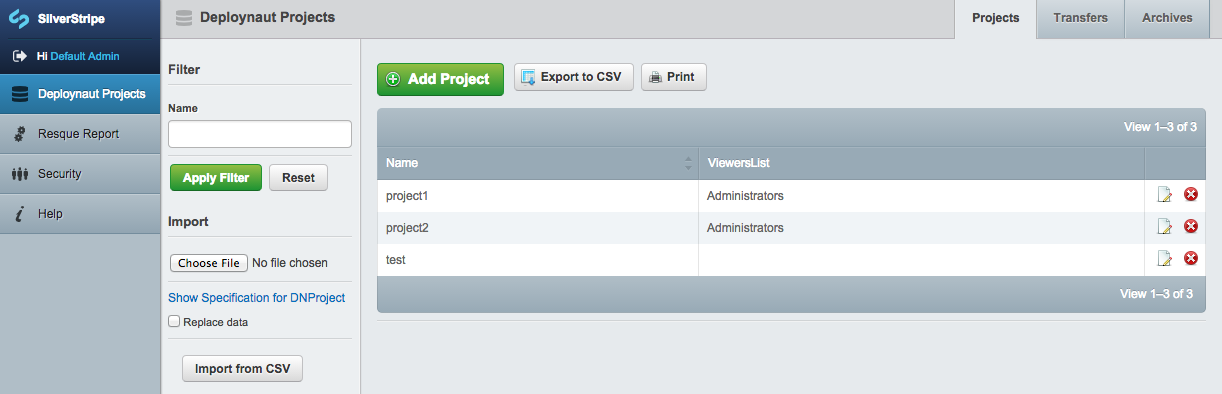 SilverStripe
Hi Default Admin
Deploynaut Projects
Resque Report
Security
Help
Deploynaut Projects
Projects
Transfers
Archives
Filter
Name
Apply Filter
Reset
Import
Choose File No file chosen
Show Specification for DNProject
Replace data
Import from CSV
Add Project
Export to CSV
Print
View 1–3 of 3
Name ViewersList
project1 Administrators
project2 Administrators
test
View 1–3 of 3